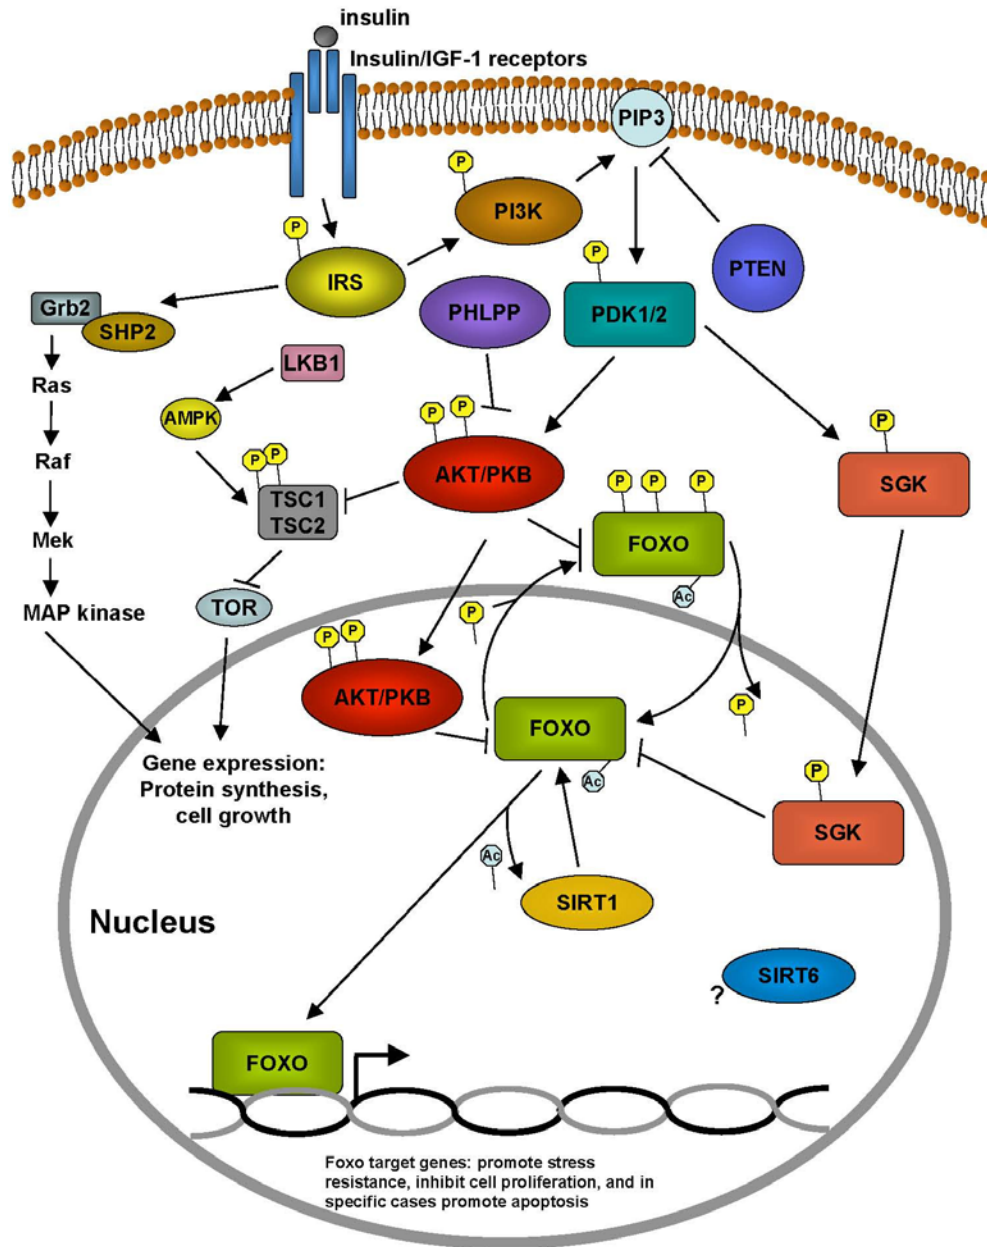 insulin
Insulin/IGF-1 receptors
PIP3
P
PI3K
P
IRS
P
PTEN
Grb2
SHP2
PHLPP
PDK1/2
LKB1
Ras
AMPK
P
P
P
AKT/PKB
P
P
Raf
TSC1
TSC2
SGK
P
P
P
FOXO
Mek
Ac
MAP kinase
TOR
P
P
P
AKT/PKB
FOXO
P
Ac
Gene expression:
Protein synthesis,
cell growth
P
SGK
Ac
SIRT1
Nucleus
SIRT6
?
FOXO
Foxo target genes: promote stress
resistance, inhibit cell proliferation, and in
specific cases promote apoptosis